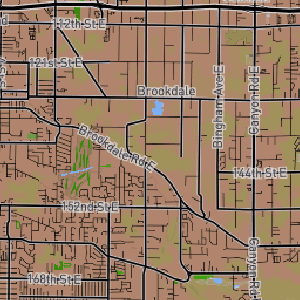 112th St E
121st St E
Brookdale
Bingham Ave E
Canyon Rd E
Brookdale Rd E
144th St E
152nd St E
Canyon Rd
168th St E